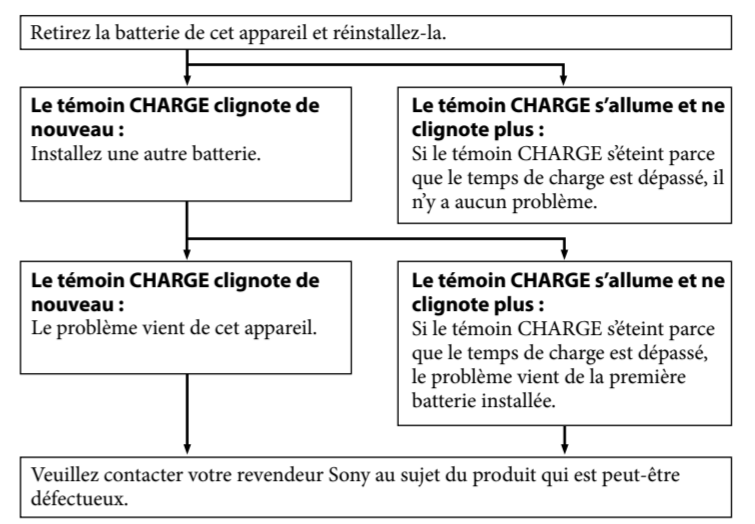 Retirez la batterie de cet appareil et réinstallez-la.
Le témoin CHARGE clignote de
nouveau :
Installez une autre batterie.
Le témoin CHARGE s’allume et ne
clignote plus :
Si le témoin CHARGE s’éteint parce
que le temps de charge est dépassé, il
n’y a aucun problème.
Le témoin CHARGE clignote de
nouveau :
Le problème vient de cet appareil.
Le témoin CHARGE s’allume et ne
clignote plus :
Si le témoin CHARGE s’éteint parce
que le temps de charge est dépassé,
le problème vient de la première
batterie installée.
Veuillez contacter votre revendeur Sony au sujet du produit qui est peut-être
défectueux.